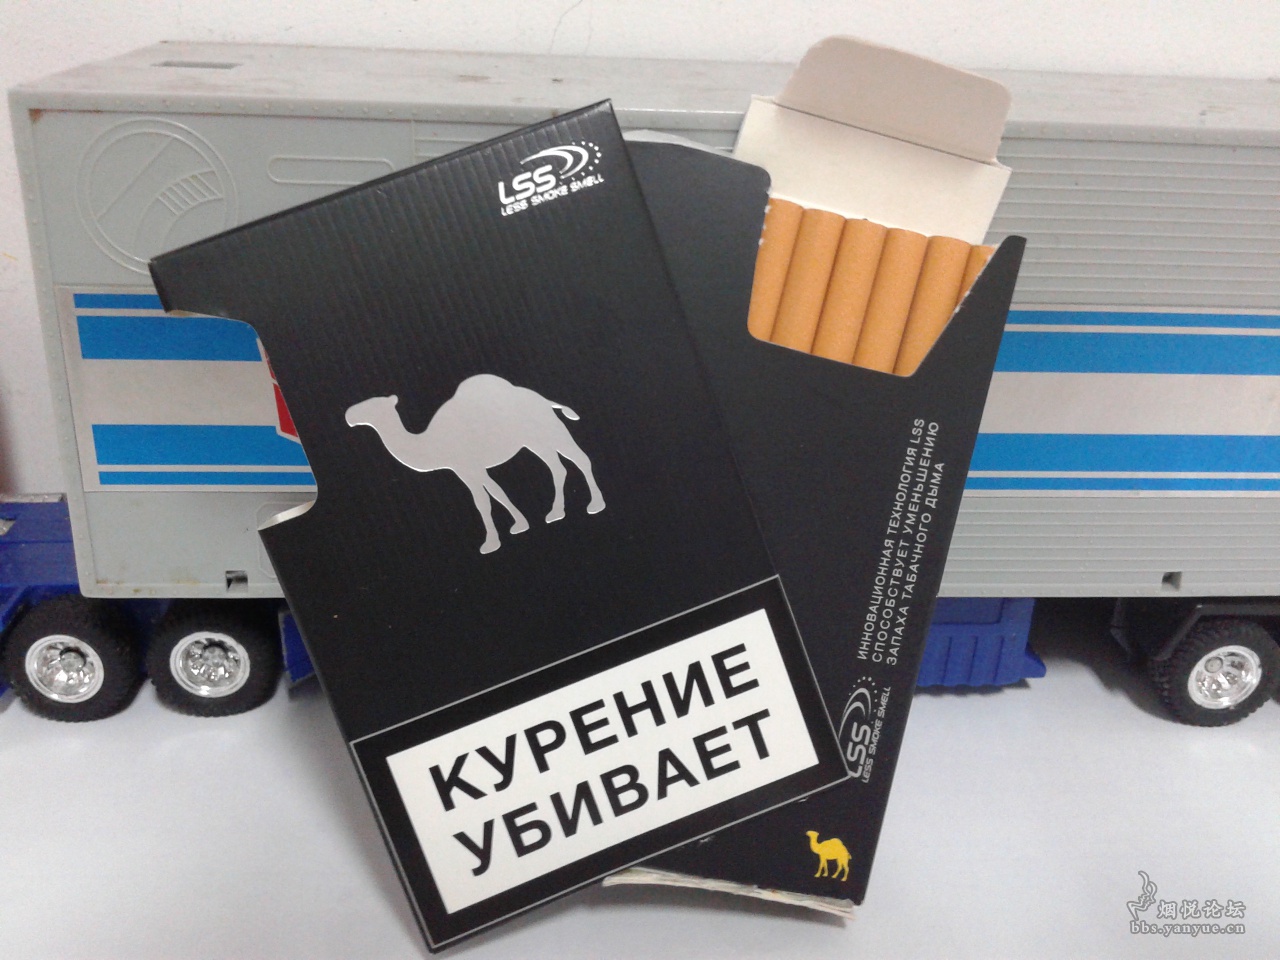 LSS
LESS SMOKE SMELL
КУРЕНИЕ
УБИВАЕТ
ИННОВАЦИОННАЯ ТЕХНОЛОГИЯ LSS
СПОСОБСТВУЕТ УМЕНЬШЕНИЮ
ЗАПАХА ТАБАЧНОГО ДЫМА
LSS
LESS SMOKE SMELL
烟悦论坛
bbs.yanyue.cn